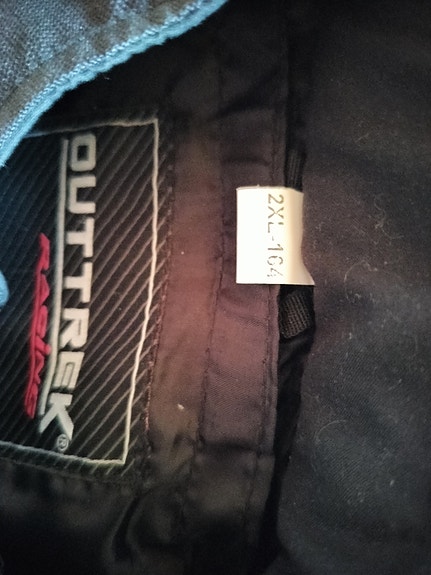 OUTTREK®
RACING
2XL-164